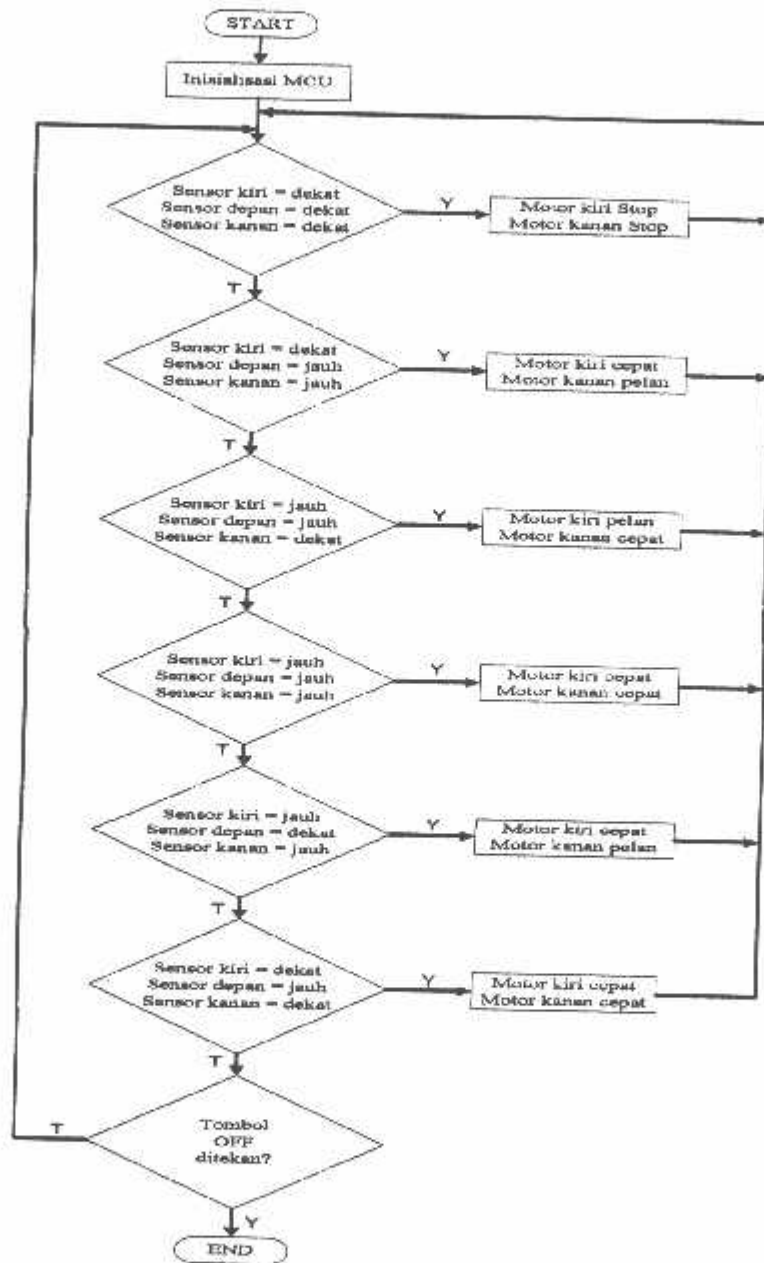 START
Inisialisasi MCU
Sensor kiri = dekat
Sensor depan = dekat
Sensor kanan = dekat
Y
Motor kiri Stop
Motor kanan Stop
T
Sensor kiri = dekat
Sensor depan = jauh
Sensor kanan = jauh
Y
Motor kiri cepat
Motor kanan pelan
T
Sensor kiri = jauh
Sensor depan = jauh
Sensor kanan = dekat
Y
Motor kiri pelan
Motor kanan cepat
T
Sensor kiri = jauh
Sensor depan = jauh
Sensor kanan = jauh
Y
Motor kiri cepat
Motor kanan cepat
T
Sensor kiri = jauh
Sensor depan = dekat
Sensor kanan = jauh
Y
Motor kiri cepat
Motor kanan pelan
T
Sensor kiri = dekat
Sensor depan = jauh
Sensor kanan = dekat
Y
Motor kiri cepat
Motor kanan cepat
T
Tombol
OFF
ditekan?
T
Y
END